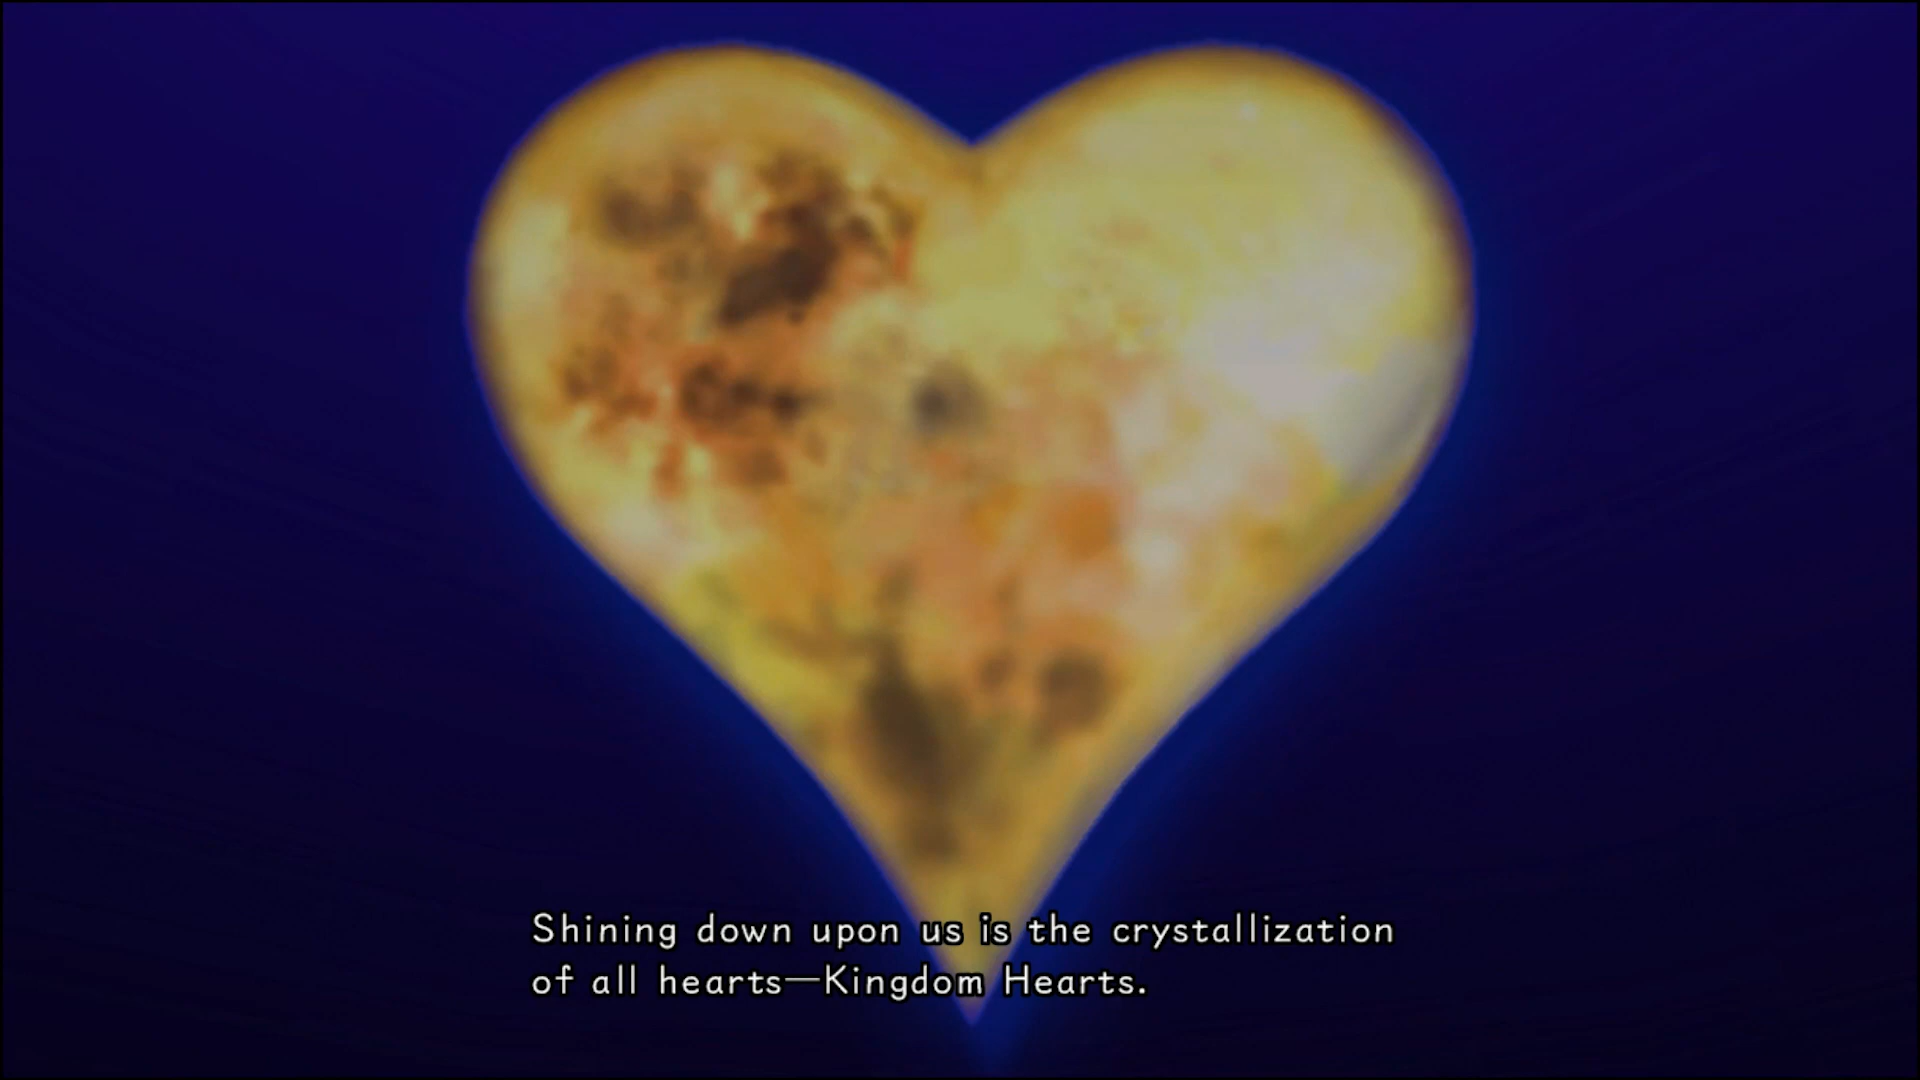 Shining down upon us is the crystallization
of all hearts—Kingdom Hearts.